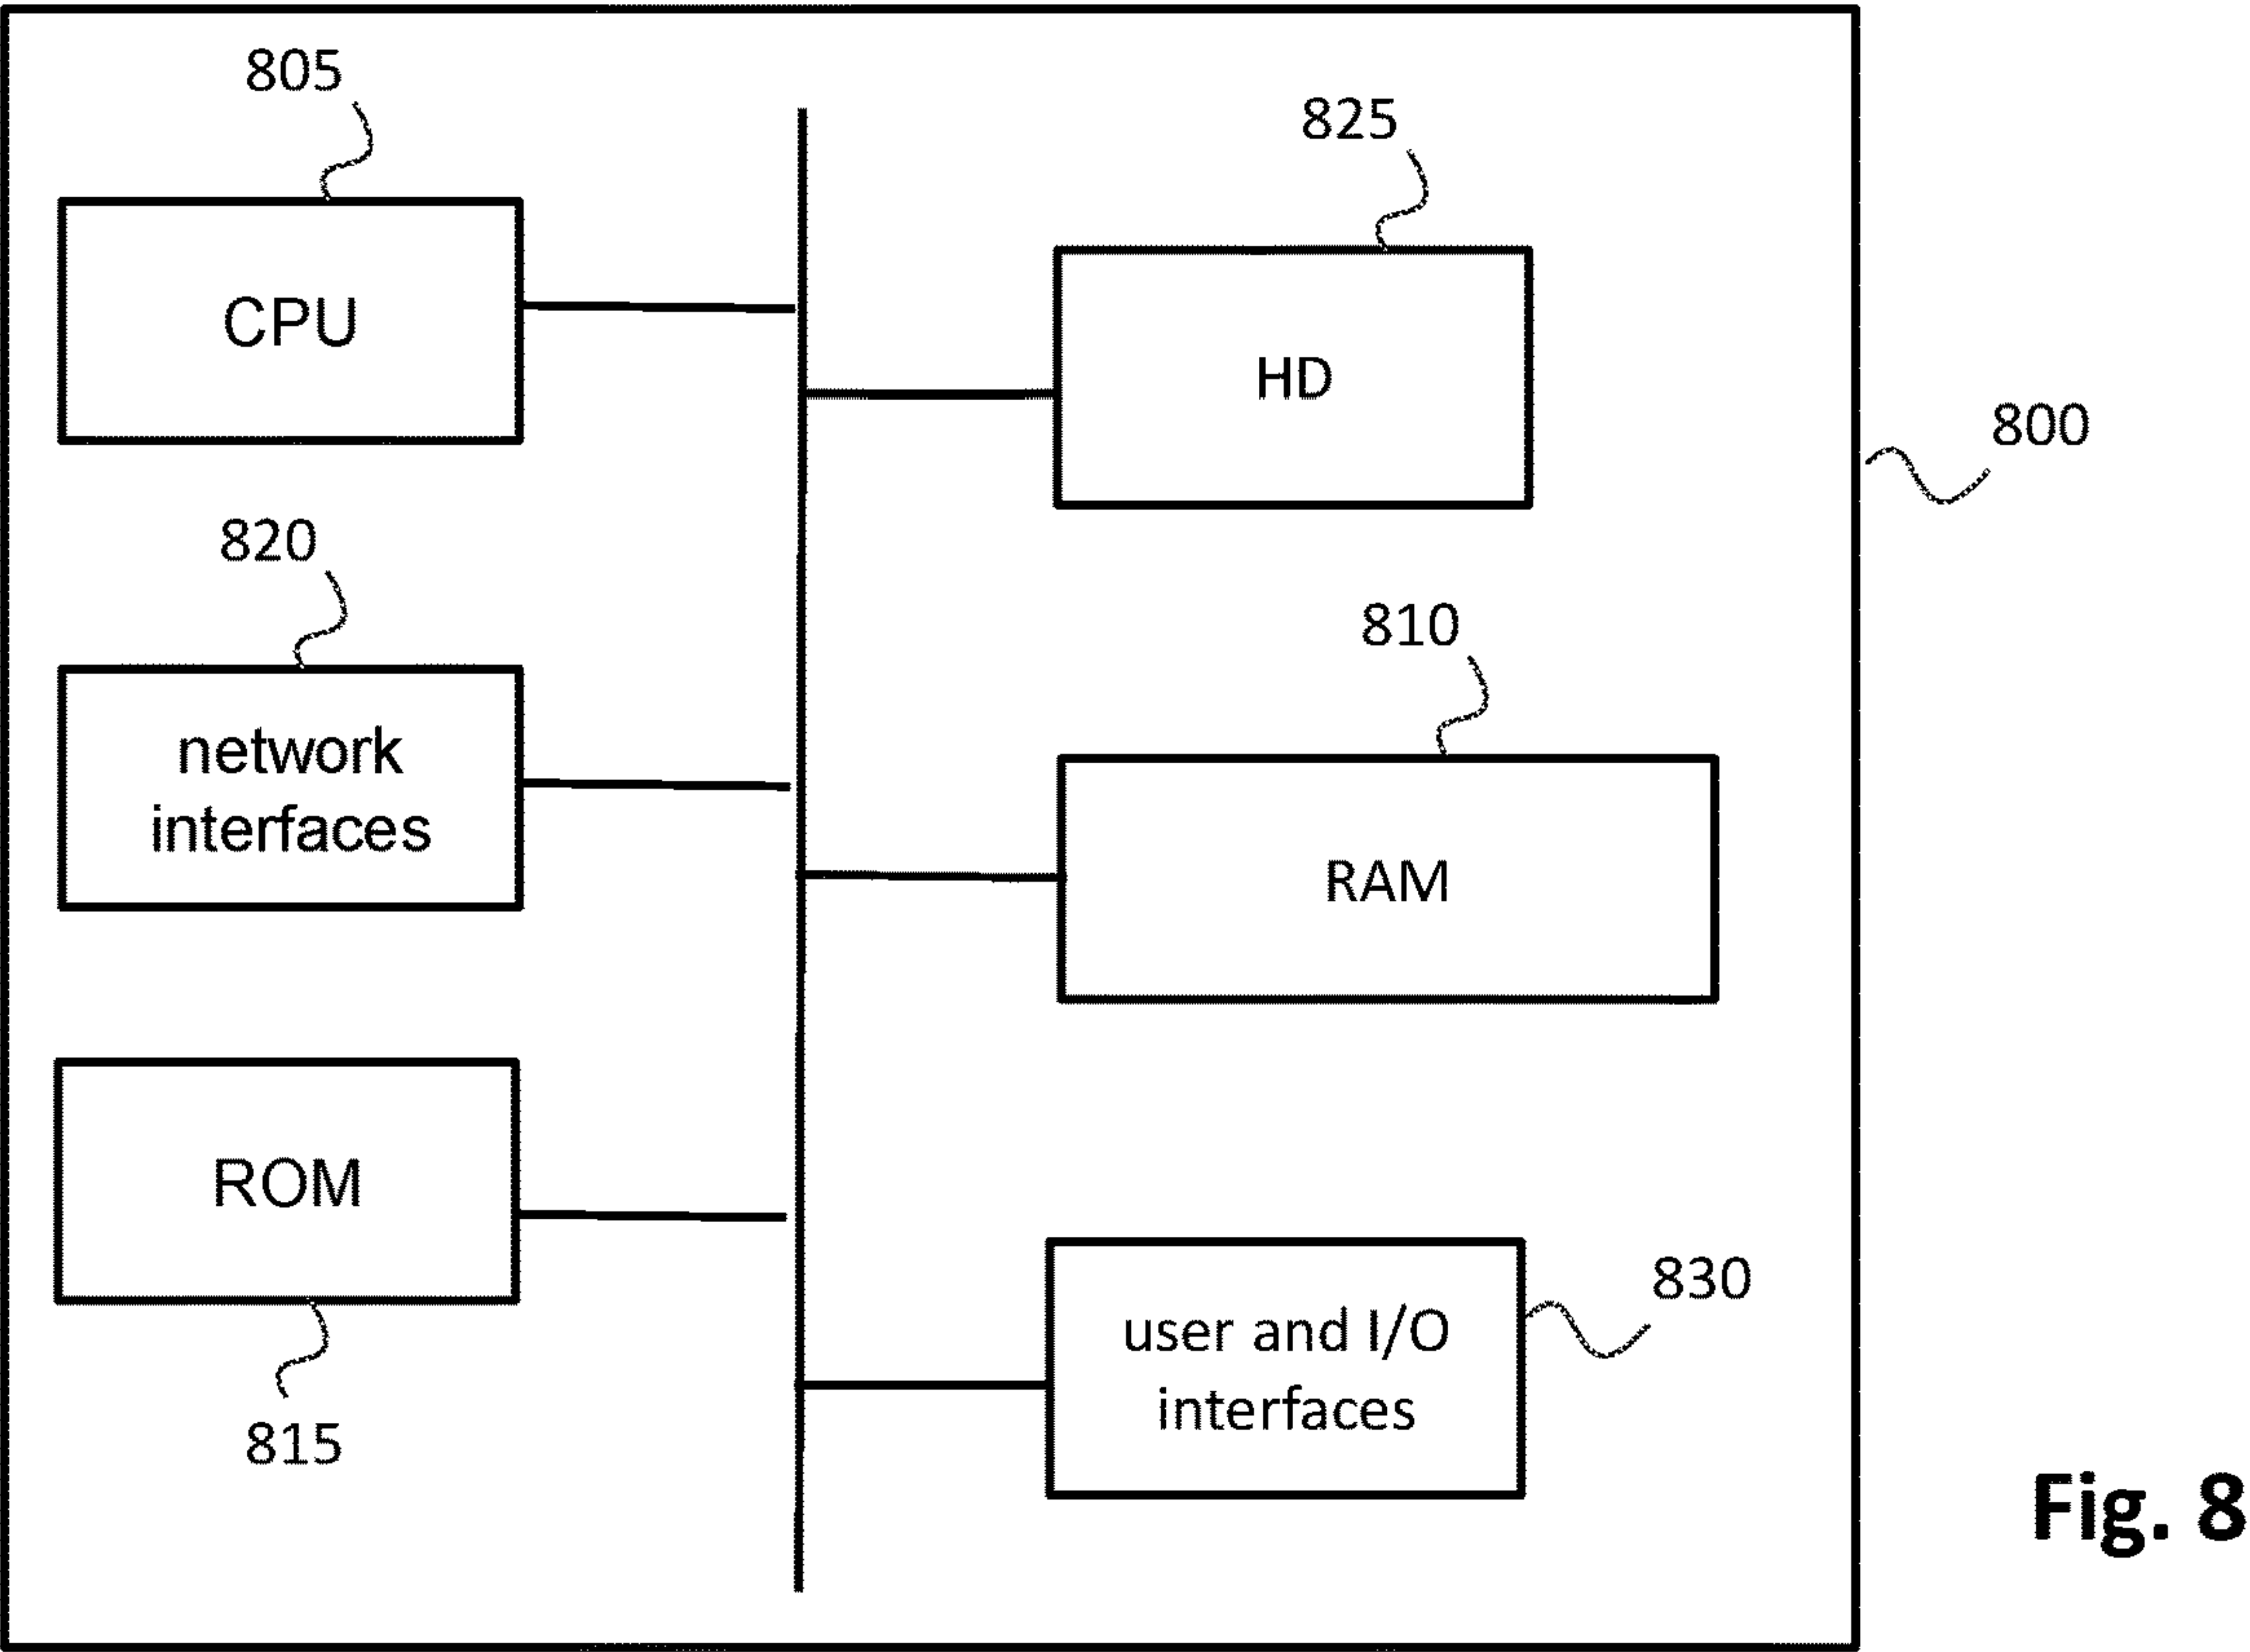 805
CPU
825
HD
800
820
network
interfaces
810
RAM
ROM
815
user and I/O
interfaces
830
Fig. 8